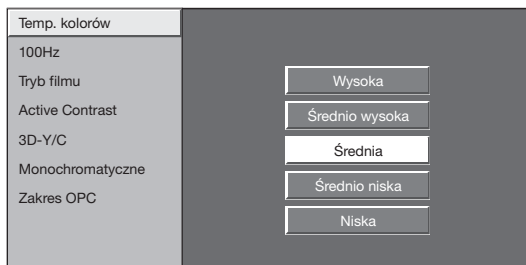 Temp. kolorów
100Hz
Tryb filmu
Active Contrast
3D-Y/C
Monochromatyczne
Zakres OPC
Wysoka
Średnio wysoka
Średnia
Średnio niska
Niska